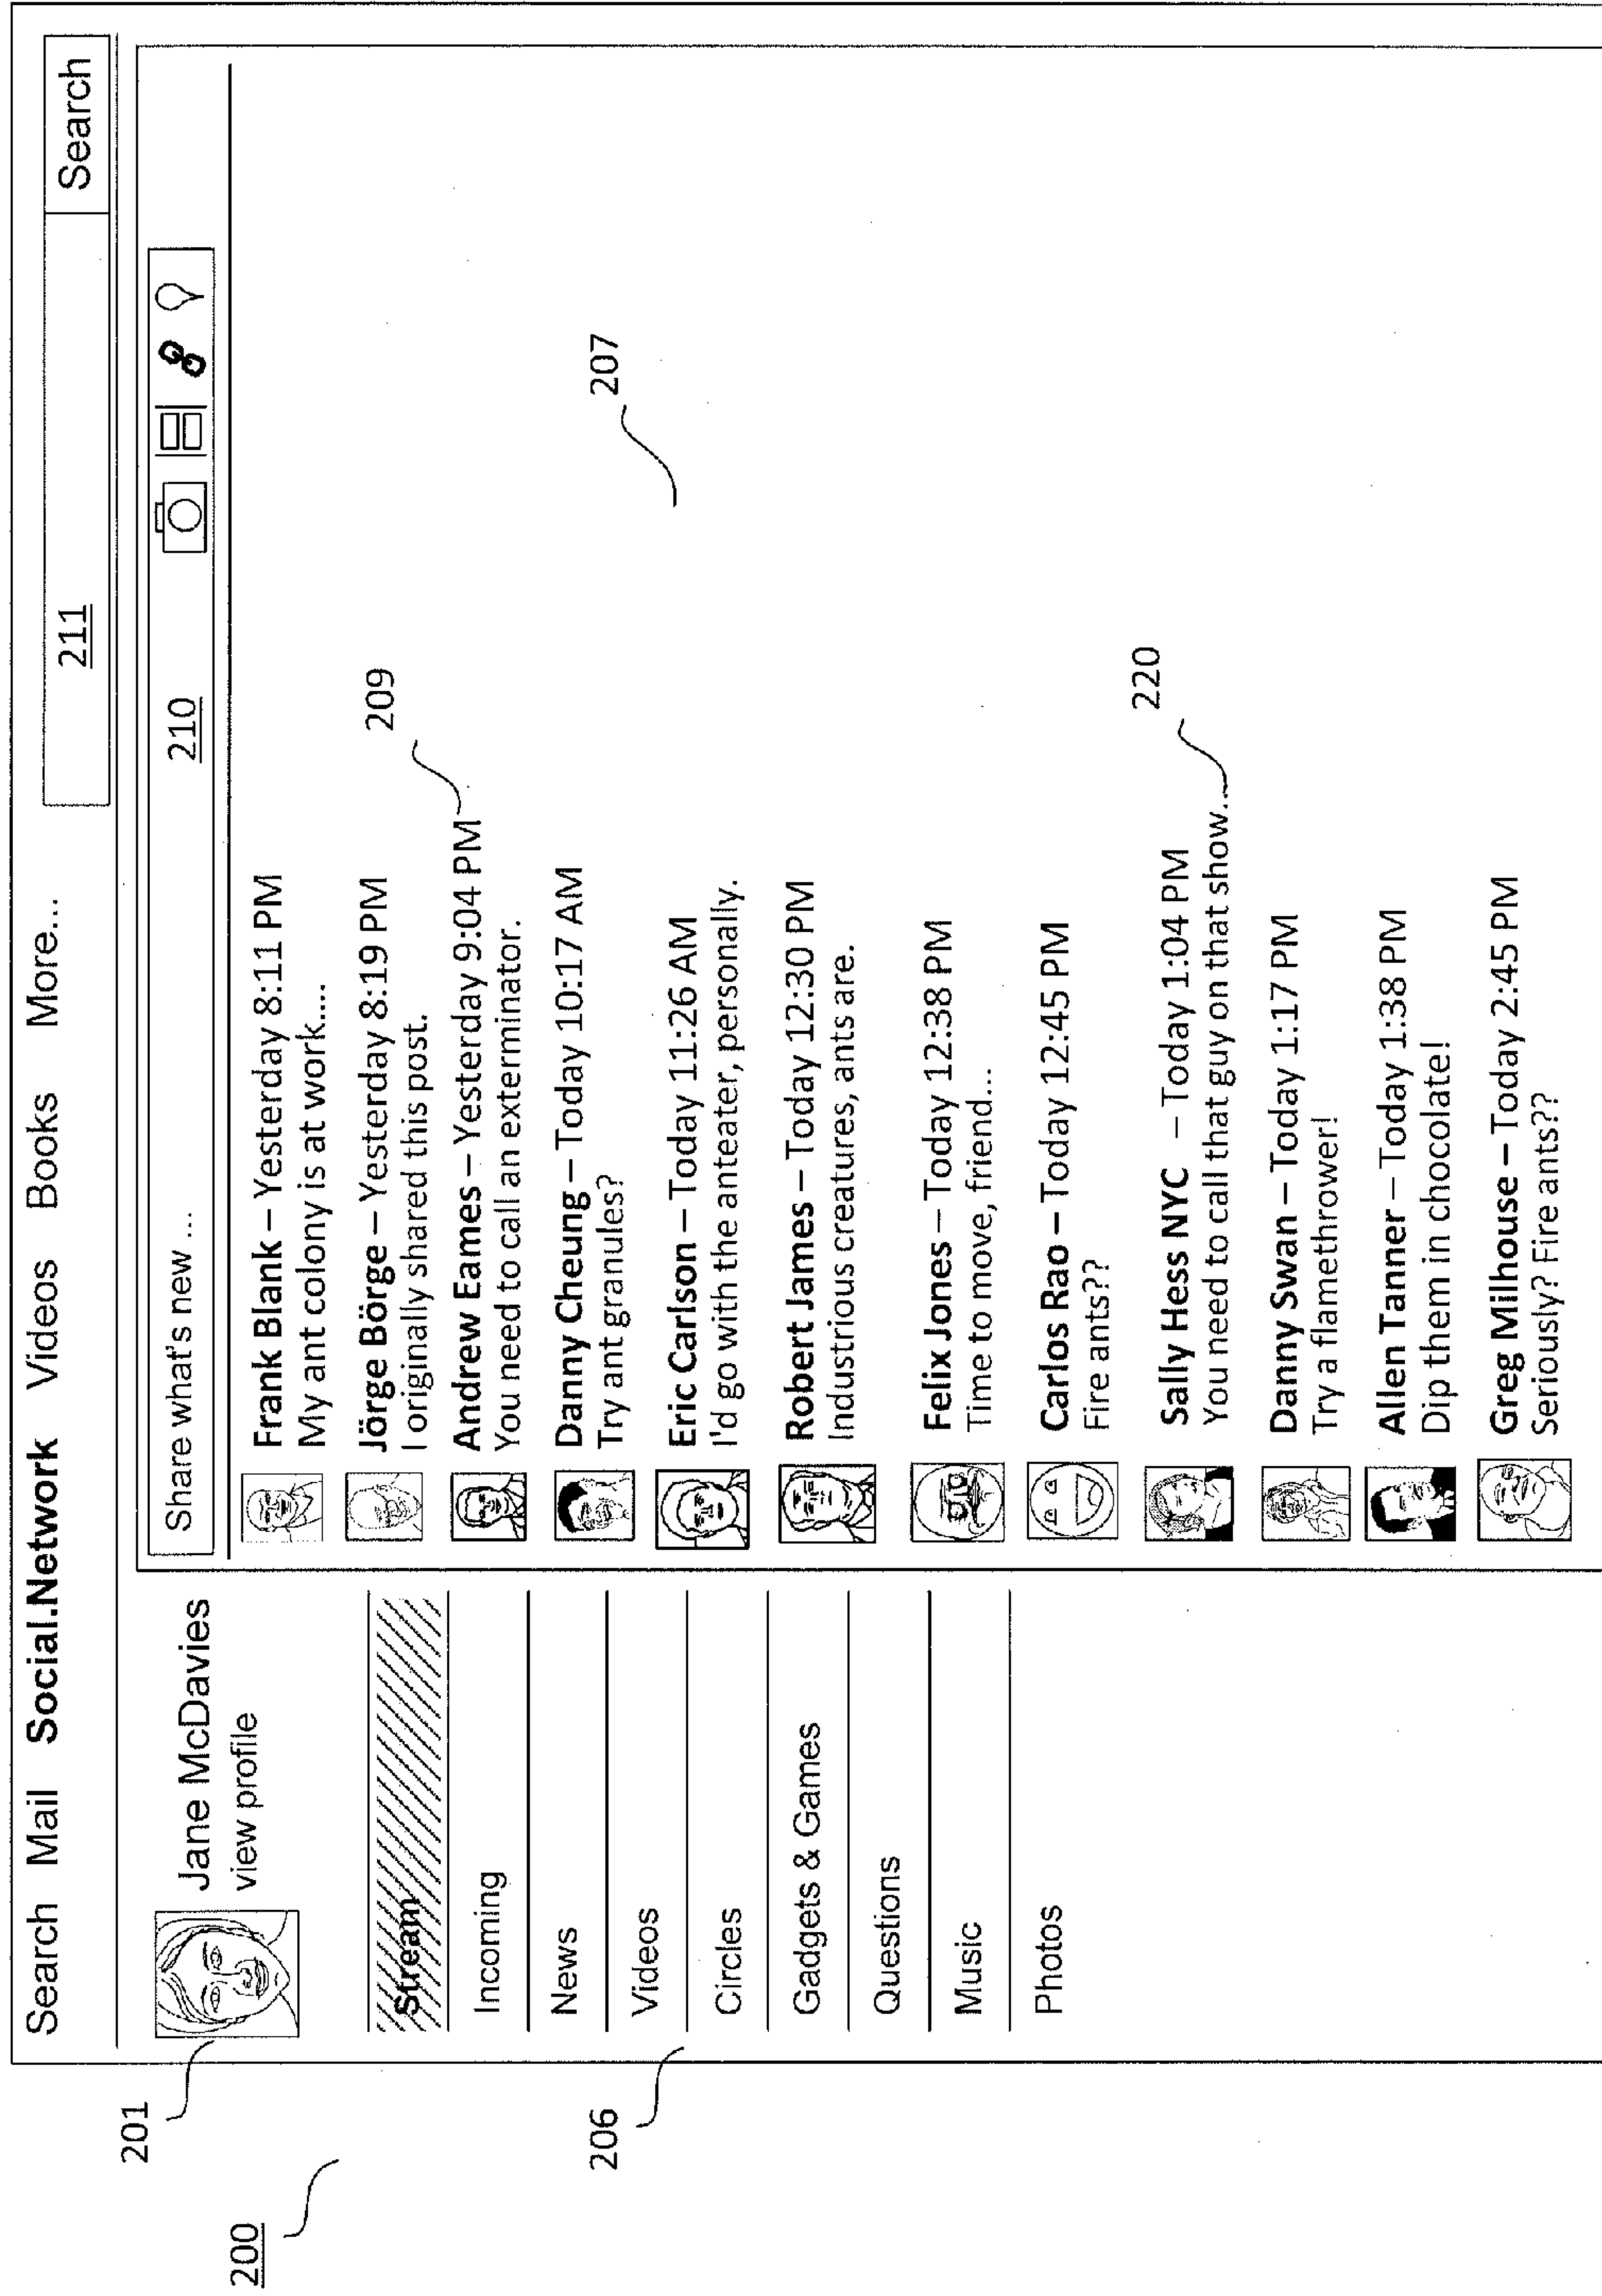 Search Mail Social.Network Videos Books More...
211 Search
201
Jane McDavies
view profile
200
Stream
Incoming
News
Videos
206
Circles
Gadgets & Games
Questions
Music
Photos
Share what's new ... 210
Frank Blank – Yesterday 8:11 PM
My ant colony is at work....
Jörge Börge – Yesterday 8:19 PM
I originally shared this post.
209
Andrew Eames – Yesterday 9:04 PM
You need to call an exterminator.
Danny Cheung – Today 10:17 AM
Try ant granules?
207
Eric Carlson – Today 11:26 AM
I'd go with the anteater, personally.
Robert James – Today 12:30 PM
Industrious creatures, ants are.
Felix Jones – Today 12:38 PM
Time to move, friend...
Carlos Rao – Today 12:45 PM
Fire ants??
220
Sally Hess NYC – Today 1:04 PM
You need to call that guy on that show...
Danny Swan – Today 1:17 PM
Try a flamethrower!
Allen Tanner – Today 1:38 PM
Dip them in chocolate!
Greg Milhouse – Today 2:45 PM
Seriously? Fire ants??